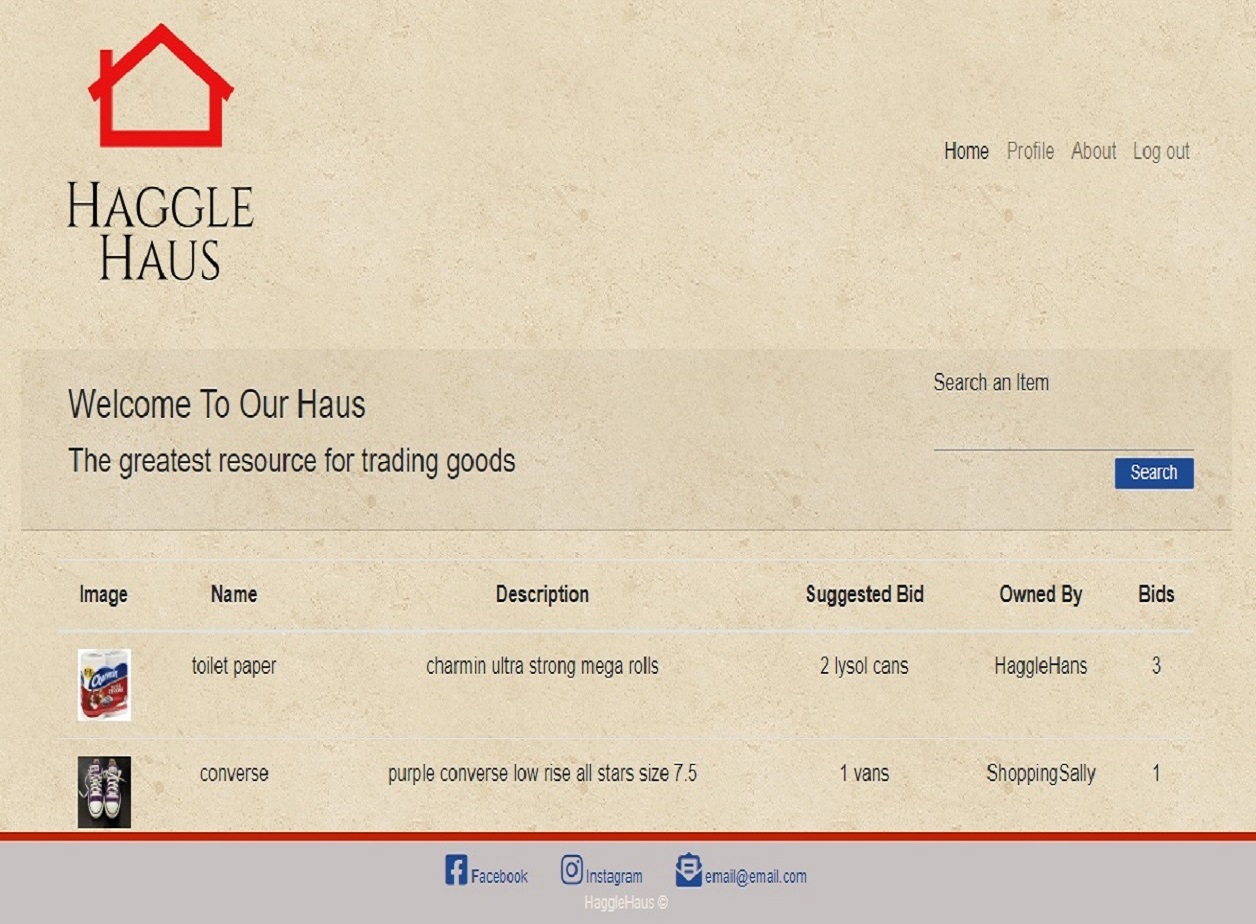 HAGGLE
HAUS
Home Profile About Log out
Welcome To Our Haus
The greatest resource for trading goods
Search an Item
Search
Image Name Description Suggested Bid Owned By Bids
Charmin
toilet paper charmin ultra strong mega rolls 2 lysol cans HaggleHans 3
converse purple converse low rise all stars size 7.5 1 vans ShoppingSally 1
Facebook Instagram email@email.com
HaggleHaus ©